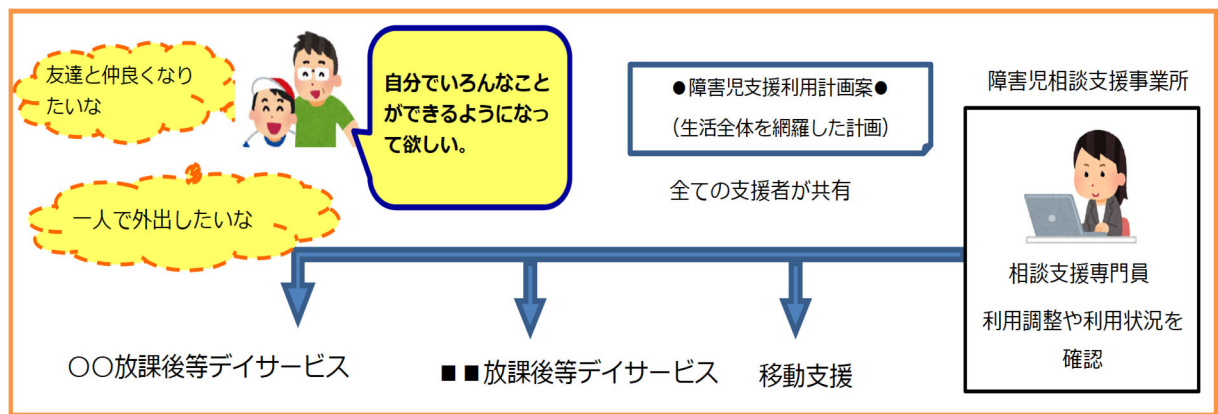 友達と仲良くなり
たいな
自分でいろんなこと
ができるようになっ
て欲しい。
一人で外出したいな
●障害児支援利用計画案●
（生活全体を網羅した計画）
全ての支援者が共有
障害児相談支援事業所
相談支援専門員
利用調整や利用状況を
確認
〇〇放課後等デイサービス
■■放課後等デイサービス
移動支援